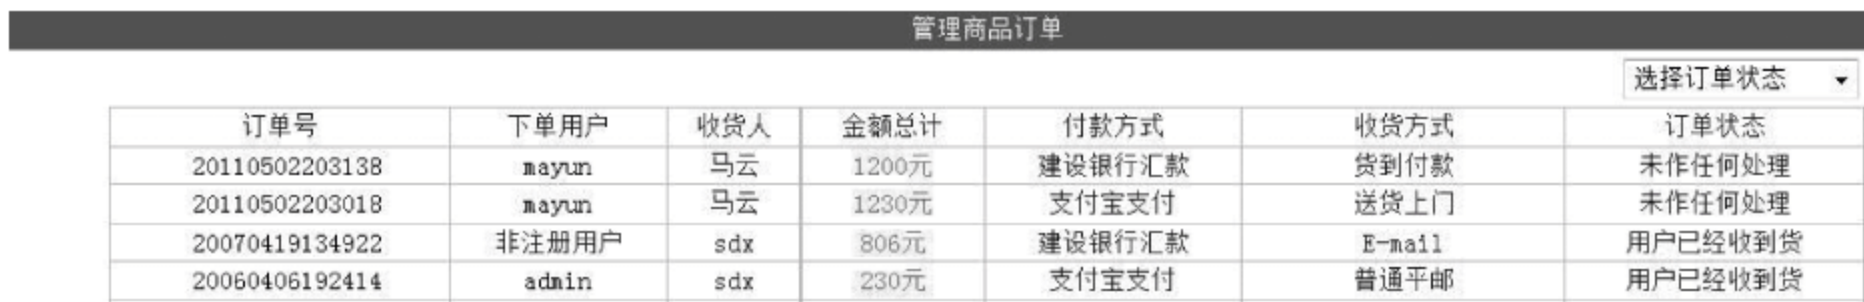 管理商品订单
选择订单状态
订单号 下单用户 收货人 金额总计 付款方式 收货方式 订单状态
20110502203138 mayun 马云 1200元 建设银行汇款 货到付款 未作任何处理
20110502203018 mayun 马云 1230元 支付宝支付 送货上门 未作任何处理
20070419134922 非注册用户 sdx 806元 建设银行汇款 E-mail 用户已经收到货
20060406192414 admin sdx 230元 支付宝支付 普通平邮 用户已经收到货